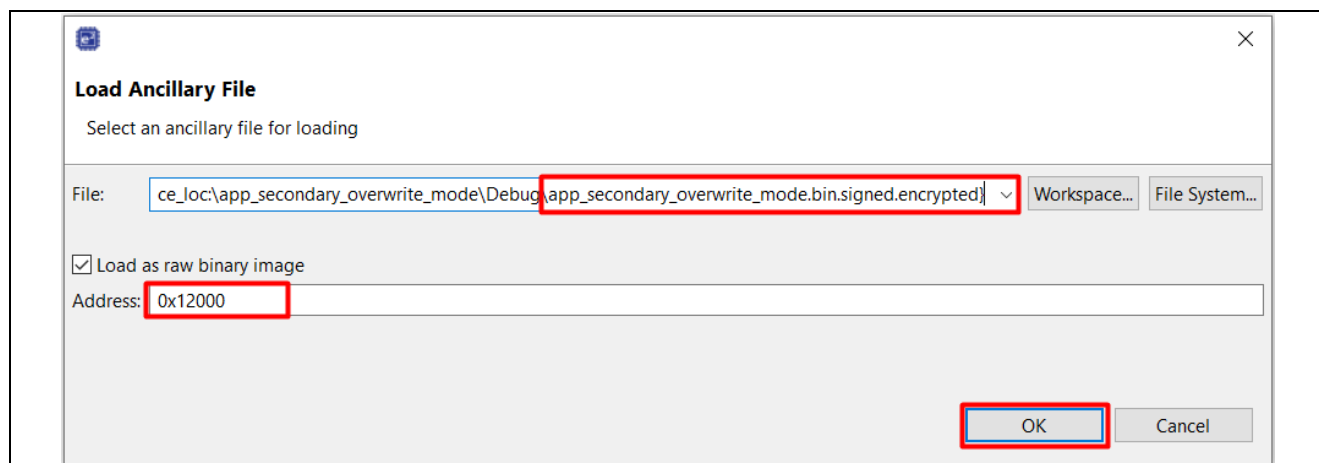 Load Ancillary File
Select an ancillary file for loading
File: ce_loc:\app_secondary_overwrite_mode\Debug\app_secondary_overwrite_mode.bin.signed.encrypted} Workspace... File System...
Load as raw binary image
Address: 0x12000
OK Cancel